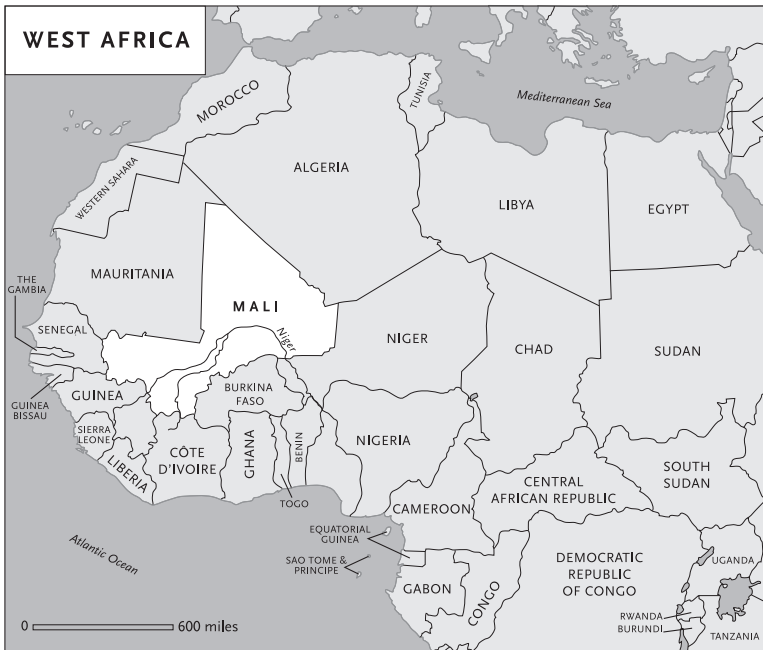 WEST AFRICA
Mediterranean Sea
MOROCCO
TUNISIA
ALGERIA
LIBYA
EGYPT
WESTERN SAHARA
MAURITANIA
THE
GAMBIA
MALI
SENEGAL
Niger
NIGER
CHAD
SUDAN
GUINEA
BISSAU
GUINEA
BURKINA
FASO
SIERRA
LEONE
LIBERIA
CÔTE
D'IVOIRE
GHANA
BENIN
TOGO
NIGERIA
CAMEROON
CENTRAL
AFRICAN REPUBLIC
SOUTH
SUDAN
EQUATORIAL
GUINEA
SAO TOME &
PRINCIPE
Atlantic Ocean
GABON
CONGO
DEMOCRATIC
REPUBLIC
OF CONGO
UGANDA
RWANDA
BURUNDI
TANZANIA
0 600 miles